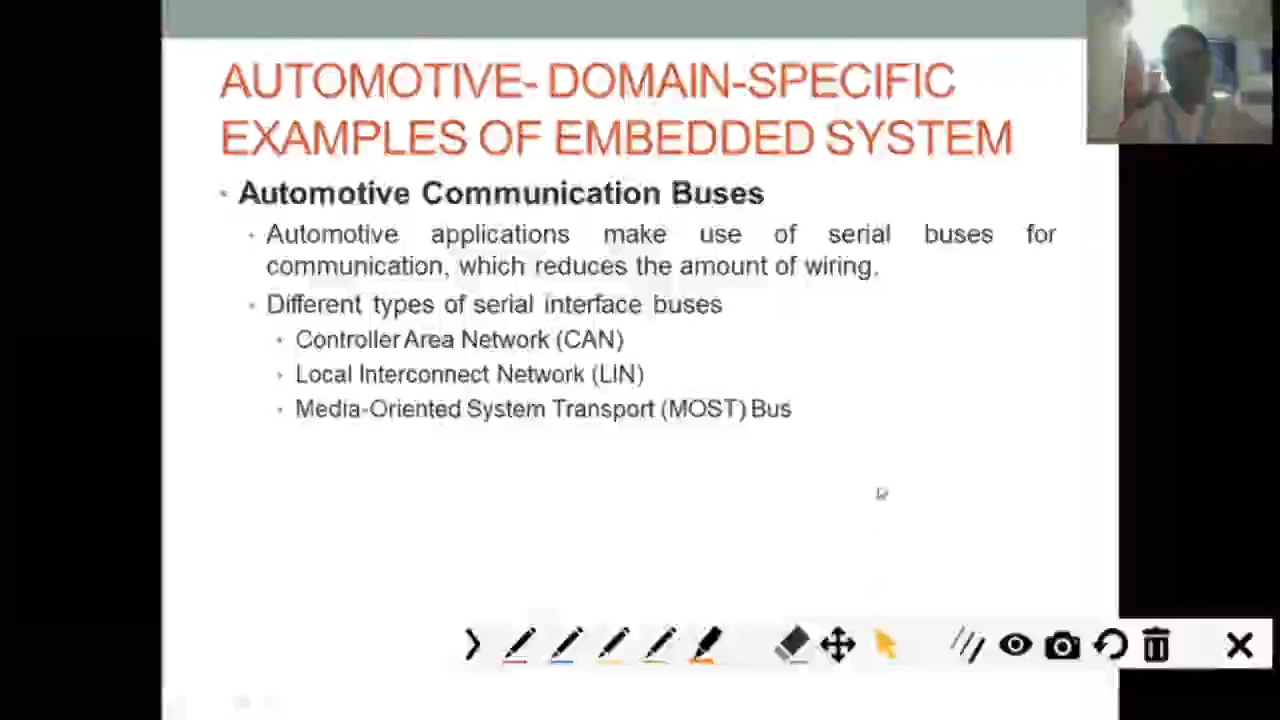 AUTOMOTIVE- DOMAIN-SPECIFIC
EXAMPLES OF EMBEDDED SYSTEM
Automotive Communication Buses
Automotive applications make use of serial buses for
communication, which reduces the amount of wiring.
Different types of serial interface buses
Controller Area Network (CAN)
Local Interconnect Network (LIN)
Media-Oriented System Transport (MOST) Bus